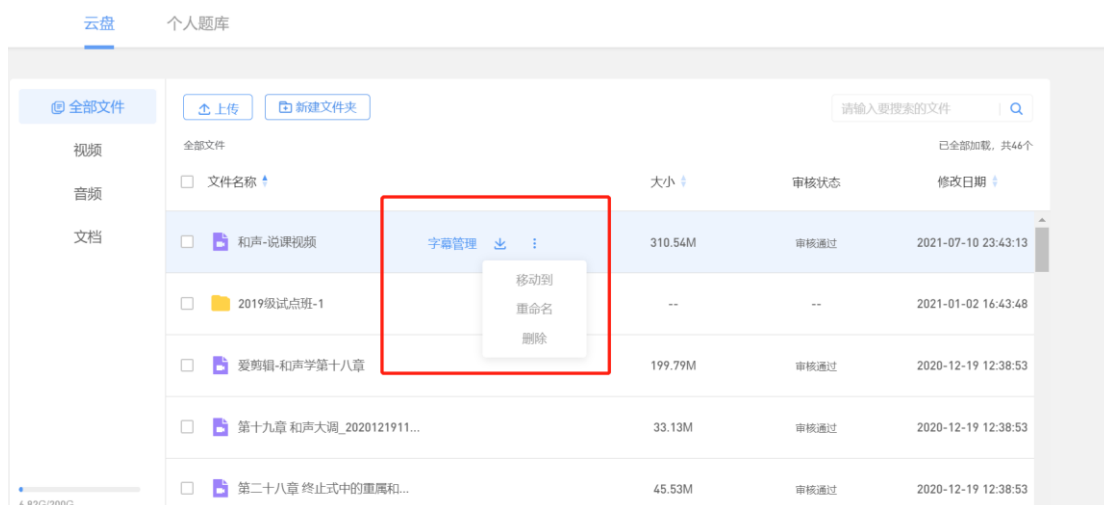 云盘 个人题库
全部文件 上传 新建文件夹 请输入要搜索的文件
视频 全部文件 已全部加载，共46个
音频 文件名称 大小 审核状态 修改日期
文档 和声-说课视频 字幕管理 310.54M 审核通过 2021-07-10 23:43:13
移动到
2019级试点班-1 重命名 -- -- 2021-01-02 16:43:48
删除
爱剪辑-和声学第十八章 199.79M 审核通过 2020-12-19 12:38:53
第十九章 和声大调_2020121911... 33.13M 审核通过 2020-12-19 12:38:53
第二十八章 终止式中的重属和... 45.53M 审核通过 2020-12-19 12:38:53